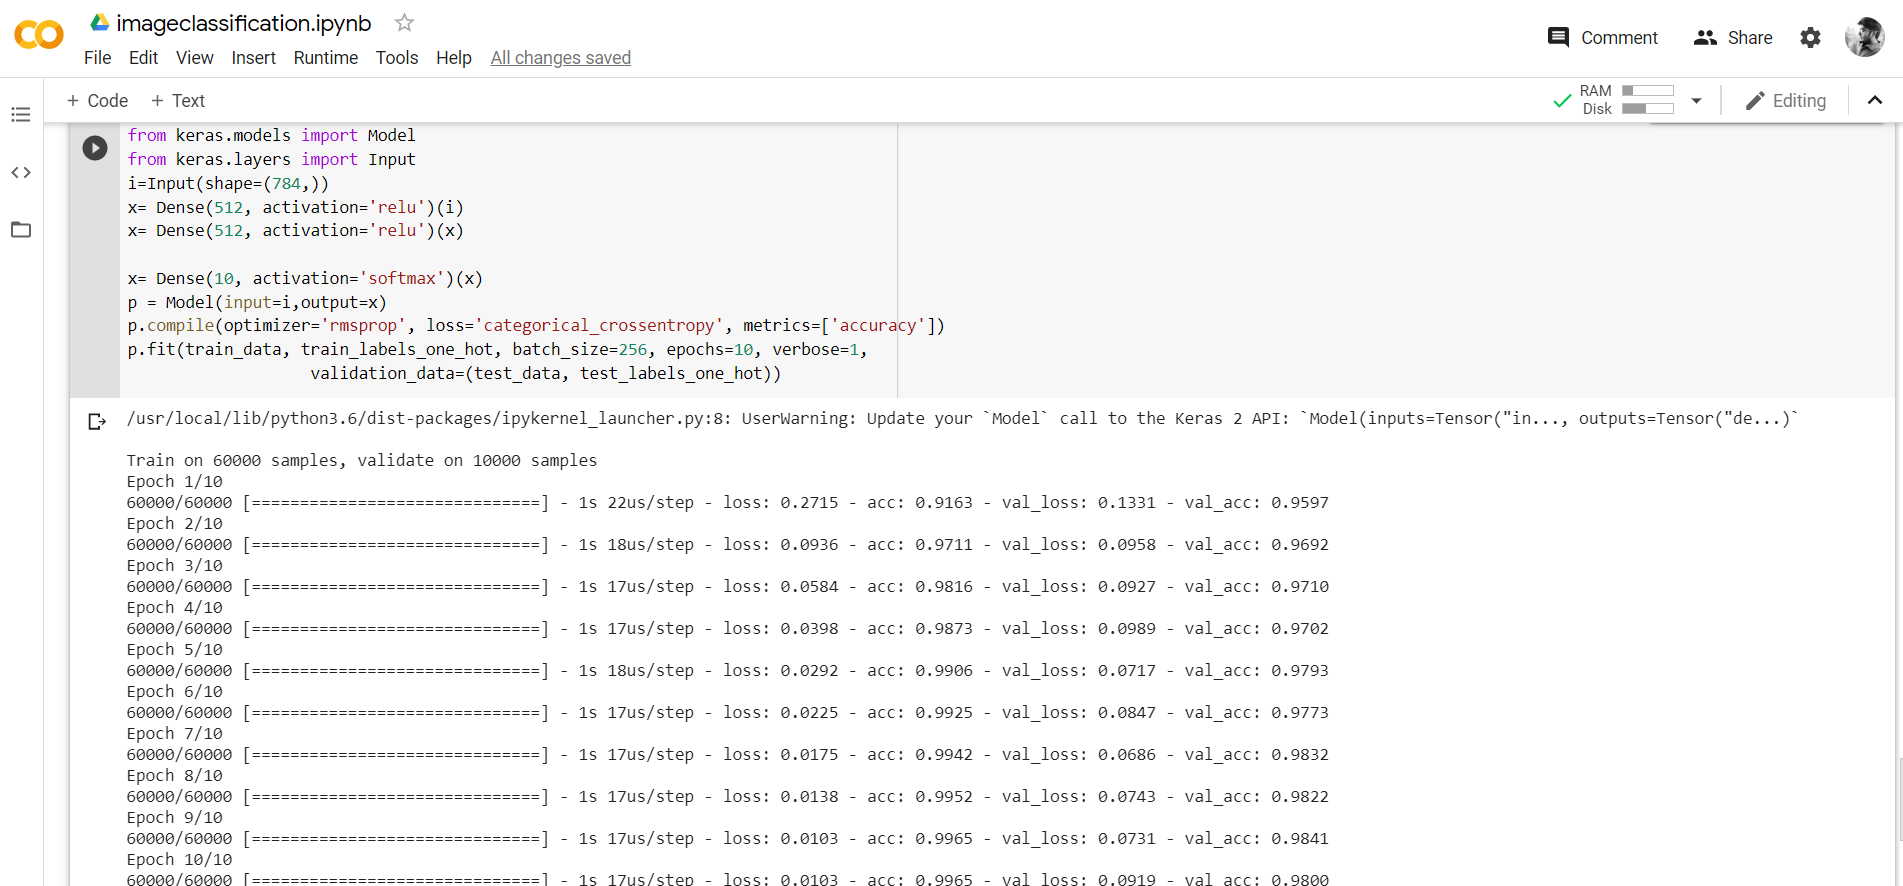 imageclassification.ipynb
File Edit View Insert Runtime Tools Help All changes saved
Comment Share
+ Code + Text
RAM
Disk
Editing
from keras.models import Model
from keras.layers import Input
i=Input(shape=(784,))
x= Dense(512, activation='relu')(i)
x= Dense(512, activation='relu')(x)
x= Dense(10, activation='softmax')(x)
p = Model(input=i,output=x)
p.compile(optimizer='rmsprop', loss='categorical_crossentropy', metrics=['accuracy'])
p.fit(train_data, train_labels_one_hot, batch_size=256, epochs=10, verbose=1,
validation_data=(test_data, test_labels_one_hot))
/usr/local/lib/python3.6/dist-packages/ipykernel_launcher.py:8: UserWarning: Update your `Model` call to the Keras 2 API: `Model(inputs=Tensor("in..., outputs=Tensor("de...)`
Train on 60000 samples, validate on 10000 samples
Epoch 1/10
60000/60000 [==============================] - 1s 22us/step - loss: 0.2715 - acc: 0.9163 - val_loss: 0.1331 - val_acc: 0.9597
Epoch 2/10
60000/60000 [==============================] - 1s 18us/step - loss: 0.0936 - acc: 0.9711 - val_loss: 0.0958 - val_acc: 0.9692
Epoch 3/10
60000/60000 [==============================] - 1s 17us/step - loss: 0.0584 - acc: 0.9816 - val_loss: 0.0927 - val_acc: 0.9710
Epoch 4/10
60000/60000 [==============================] - 1s 17us/step - loss: 0.0398 - acc: 0.9873 - val_loss: 0.0989 - val_acc: 0.9702
Epoch 5/10
60000/60000 [==============================] - 1s 18us/step - loss: 0.0292 - acc: 0.9906 - val_loss: 0.0717 - val_acc: 0.9793
Epoch 6/10
60000/60000 [==============================] - 1s 17us/step - loss: 0.0225 - acc: 0.9925 - val_loss: 0.0847 - val_acc: 0.9773
Epoch 7/10
60000/60000 [==============================] - 1s 17us/step - loss: 0.0175 - acc: 0.9942 - val_loss: 0.0686 - val_acc: 0.9832
Epoch 8/10
60000/60000 [==============================] - 1s 17us/step - loss: 0.0138 - acc: 0.9952 - val_loss: 0.0743 - val_acc: 0.9822
Epoch 9/10
60000/60000 [==============================] - 1s 17us/step - loss: 0.0103 - acc: 0.9965 - val_loss: 0.0731 - val_acc: 0.9841
Epoch 10/10
60000/60000 [==============================] - 1s 17us/step - loss: 0.0103 - acc: 0.9965 - val_loss: 0.0919 - val_acc: 0.9800